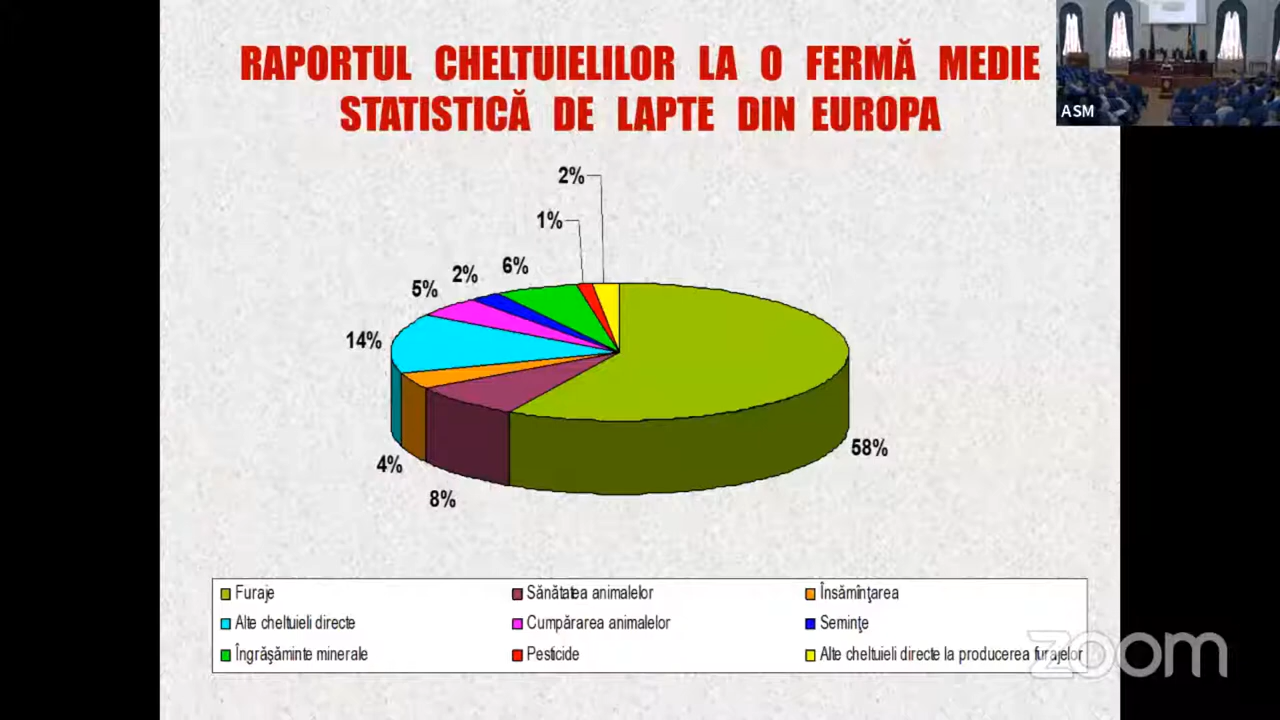 RAPORTUL CHELTUIELILOR LA O FERMĂ MEDIE
STATISTICĂ DE LAPTE DIN EUROPA
ASM
2%
1%
6%
2%
5%
14%
58%
4%
8%
Furaje
Sănătatea animalelor
Însămînţarea
Alte cheltuieli directe
Cumpărarea animalelor
Seminţe
Îngrăşăminte minerale
Pesticide
Alte cheltuieli directe la producerea furajelor
zoom